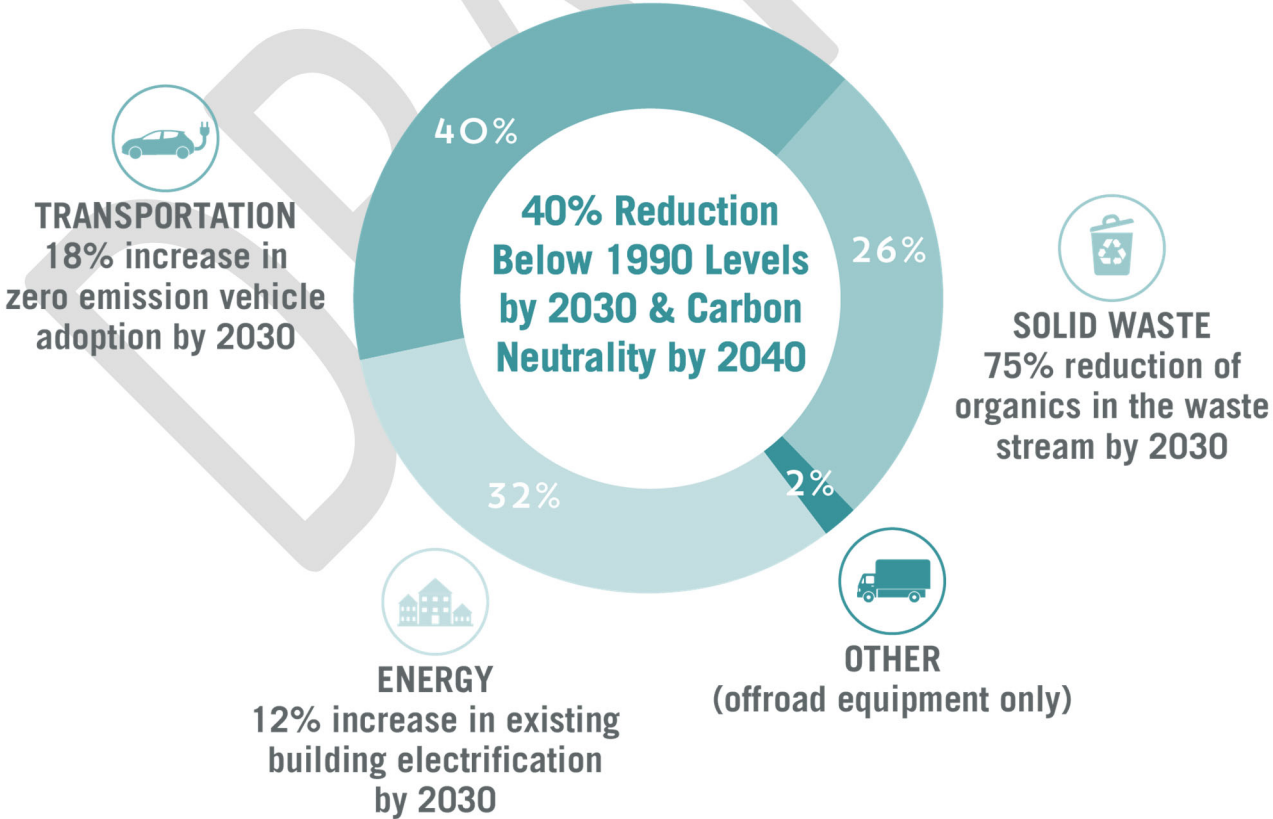 40%
26%
32%
2%
40% Reduction
Below 1990 Levels
by 2030 & Carbon
Neutrality by 2040
TRANSPORTATION
18% increase in
zero emission vehicle
adoption by 2030
SOLID WASTE
75% reduction of
organics in the waste
stream by 2030
ENERGY
12% increase in existing
building electrification
by 2030
OTHER
(offroad equipment only)